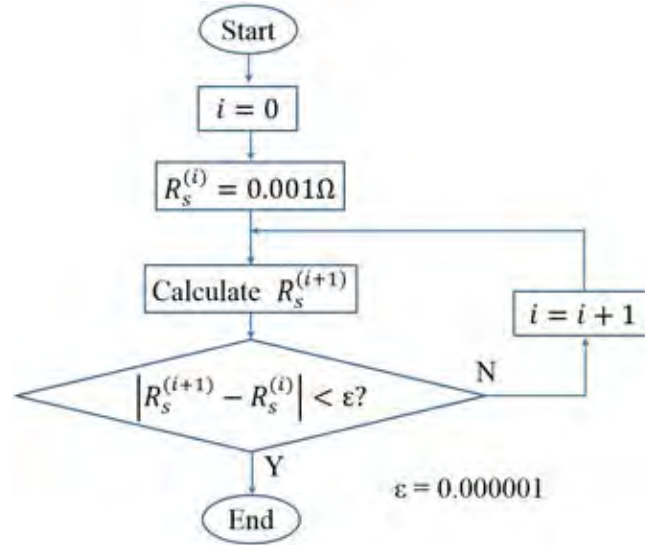 Start
i = 0
R_s^{(i)} = 0.001Ω
Calculate R_s^{(i+1)}
i = i + 1
N
|R_s^{(i+1)} − R_s^{(i)}| < ε?
Y
ε = 0.000001
End